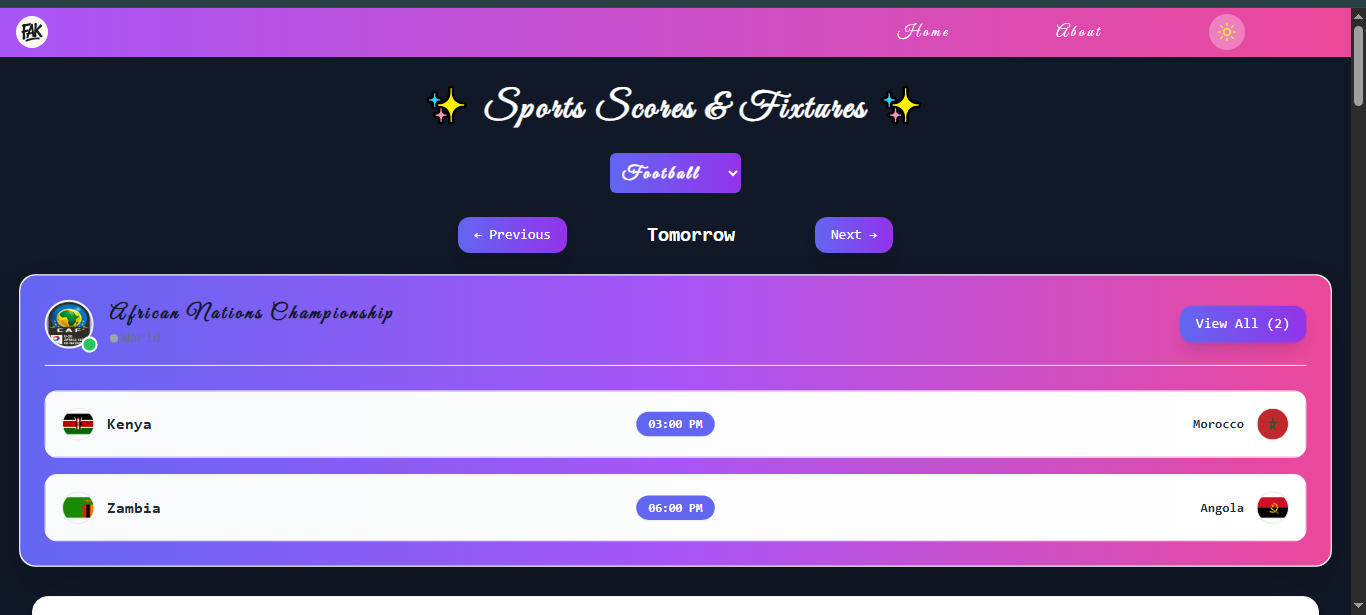 FAK
Home
About
✨ Sports Scores & Fixtures ✨
Football
← Previous
Tomorrow
Next →
African Nations Championship
World
CAF
View All (2)
Kenya
03:00 PM
Morocco
Zambia
06:00 PM
Angola